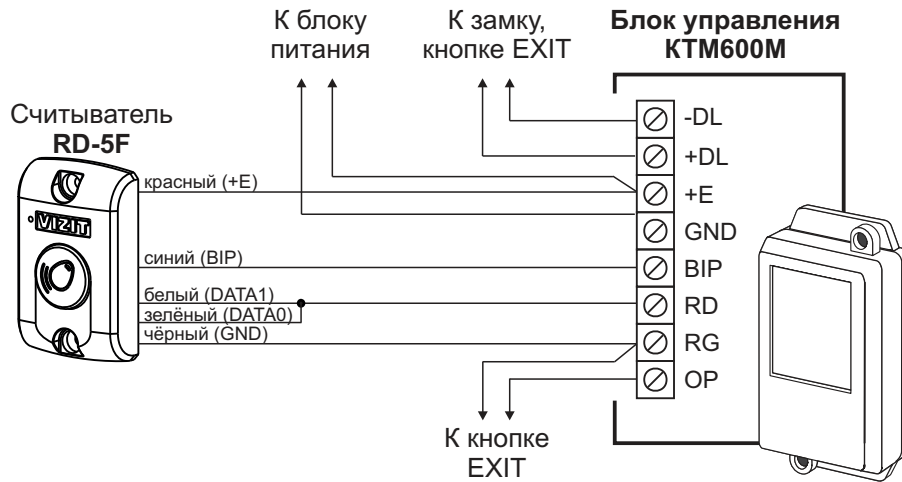 К блоку
питания
К замку,
кнопке EXIT
Блок управления
КТМ600М
Считыватель
RD-5F
VIZIT
красный (+E)
синий (BIP)
белый (DATA1)
зелёный (DATA0)
чёрный (GND)
-DL
+DL
+E
GND
BIP
RD
RG
OP
К кнопке
EXIT